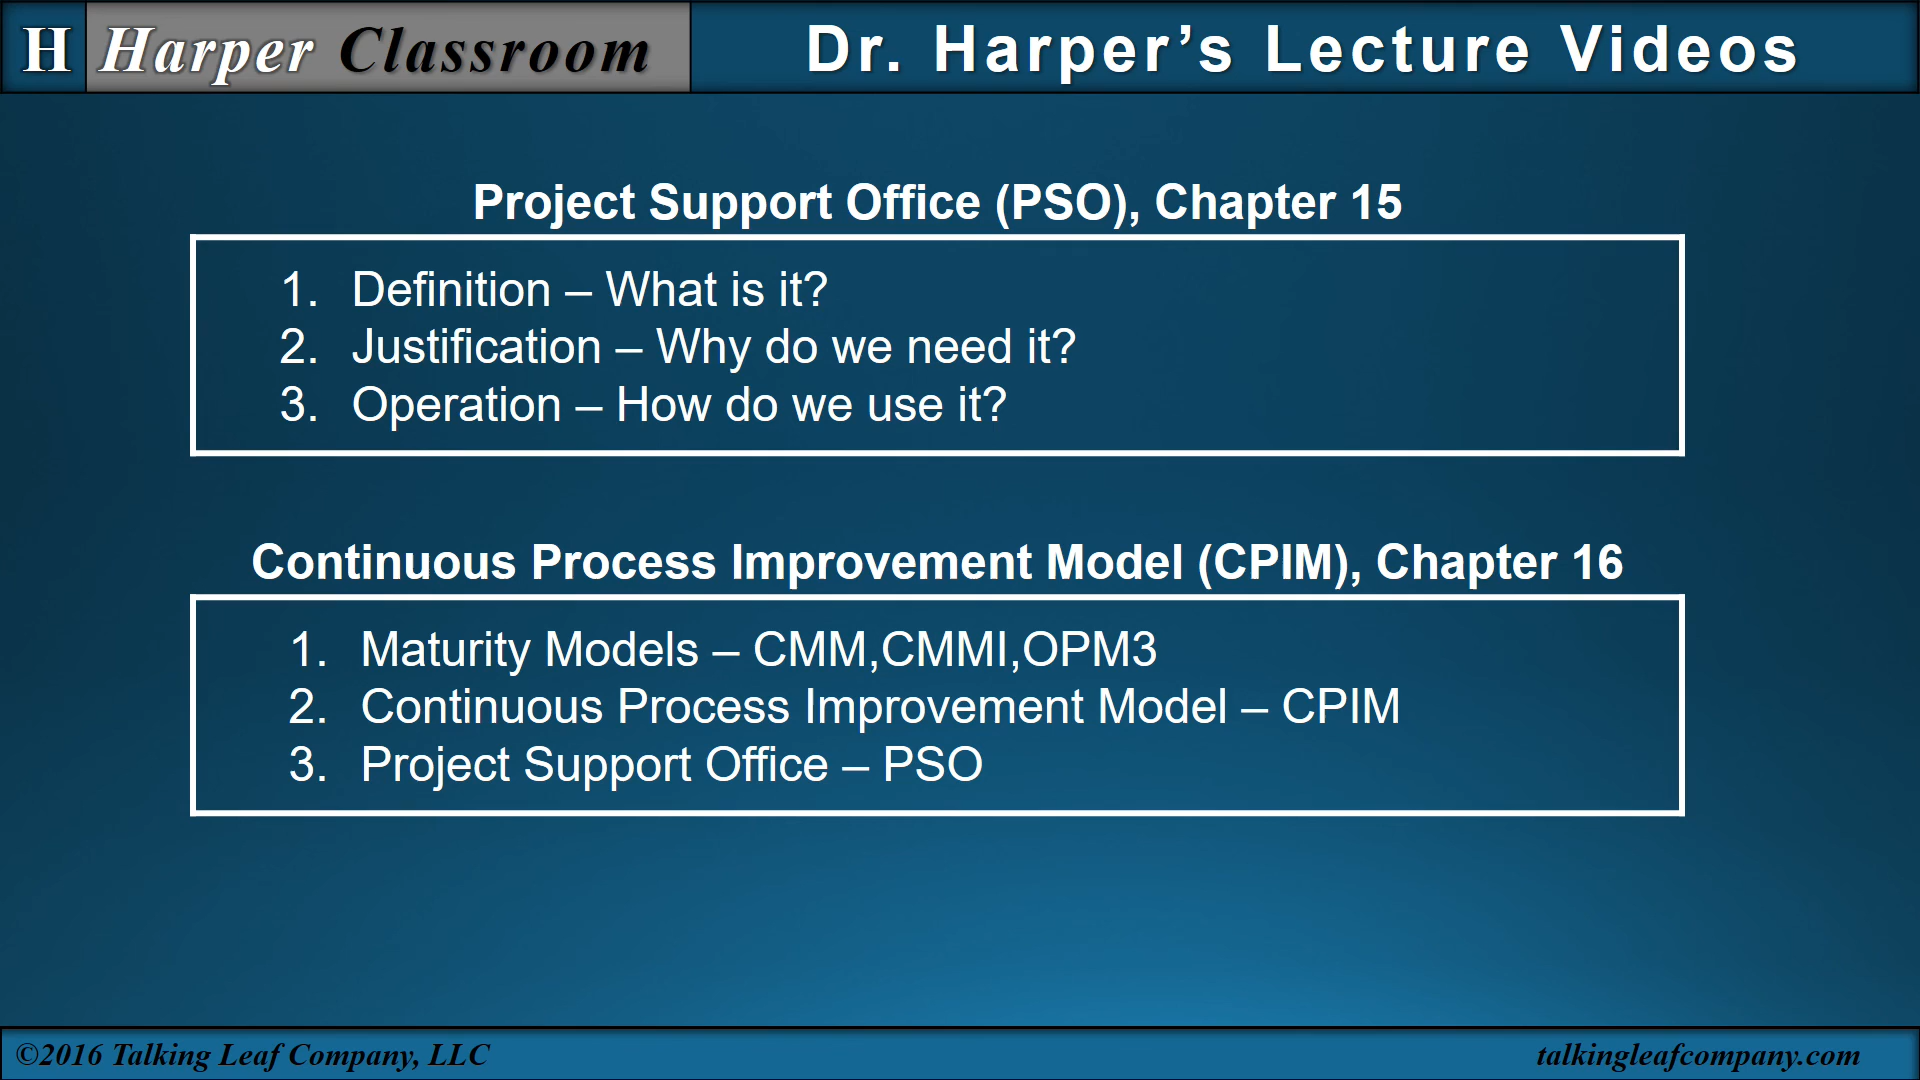 H Harper Classroom
Dr. Harper’s Lecture Videos
Project Support Office (PSO), Chapter 15
1. Definition – What is it?
2. Justification – Why do we need it?
3. Operation – How do we use it?
Continuous Process Improvement Model (CPIM), Chapter 16
1. Maturity Models – CMM,CMMI,OPM3
2. Continuous Process Improvement Model – CPIM
3. Project Support Office – PSO
©2016 Talking Leaf Company, LLC
talkingleafcompany.com